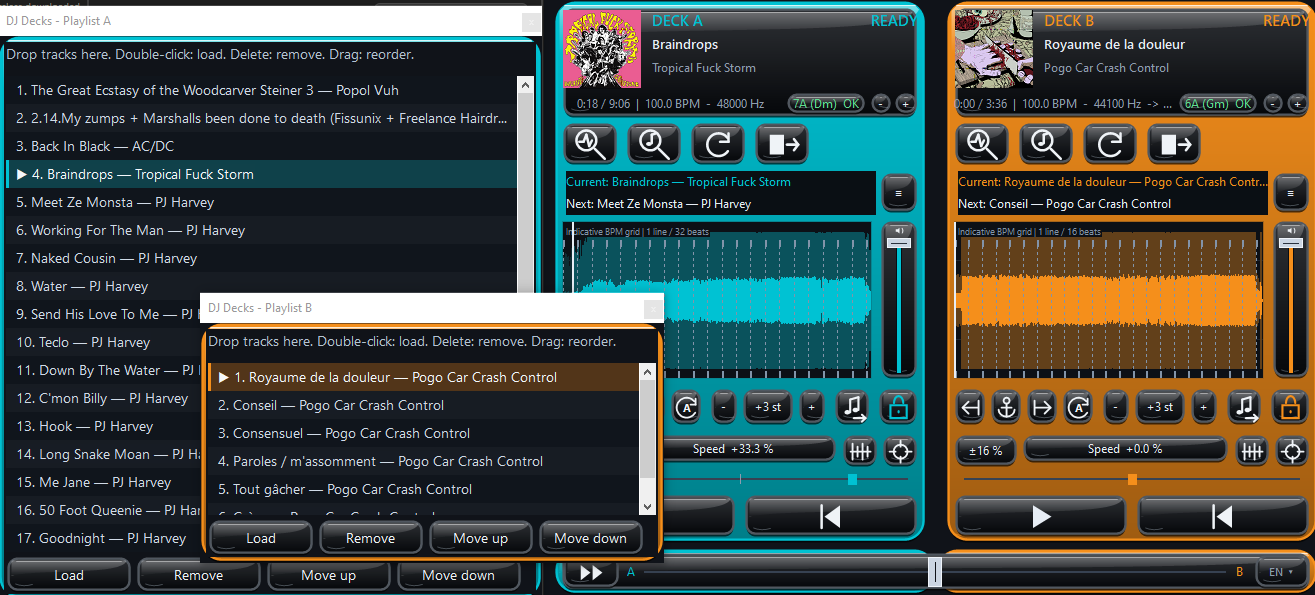 DJ Decks - Playlist A
Drop tracks here. Double-click: load. Delete: remove. Drag: reorder.
1. The Great Ecstasy of the Woodcarver Steiner 3 — Popol Vuh
2. 2.14.My zumps + Marshalls been done to death (Fissunix + Freelance Hairdr...
3. Back In Black — AC/DC
▶ 4. Braindrops — Tropical Fuck Storm
5. Meet Ze Monsta — PJ Harvey
6. Working For The Man — PJ Harvey
7. Naked Cousin — PJ Harvey
8. Water — PJ Harvey
9. Send His Love To Me — PJ
10. Teclo — PJ Harvey
11. Down By The Water — PJ
12. C'mon Billy — PJ Harvey
13. Hook — PJ Harvey
14. Long Snake Moan — PJ
15. Me Jane — PJ Harvey
16. 50 Foot Queenie — PJ
17. Goodnight — PJ Harvey
Load Remove Move up Move down
DJ Decks - Playlist B
Drop tracks here. Double-click: load. Delete: remove. Drag: reorder.
▶ 1. Royaume de la douleur — Pogo Car Crash Control
2. Conseil — Pogo Car Crash Control
3. Consensuel — Pogo Car Crash Control
4. Paroles / m'assomment — Pogo Car Crash Control
5. Tout gâcher — Pogo Car Crash Control
Load Remove Move up Move down
DECK A READY
Braindrops
Tropical Fuck Storm
0:18 / 9:06 | 100.0 BPM - 48000 Hz 7A (Dm) OK - +
Current: Braindrops — Tropical Fuck Storm
Next: Meet Ze Monsta — PJ Harvey
Indicative BPM grid | 1 line / 32 beats
A - +3 st +
Speed +33.3 %
DECK B READY
Royaume de la douleur
Pogo Car Crash Control
0:00 / 3:36 | 100.0 BPM - 44100 Hz -> ... 6A (Gm) OK - +
Current: Royaume de la douleur — Pogo Car Crash Contr...
Next: Conseil — Pogo Car Crash Control
Indicative BPM grid | 1 line / 16 beats
A - +3 st +
±16 % Speed +0.0 %
A B EN